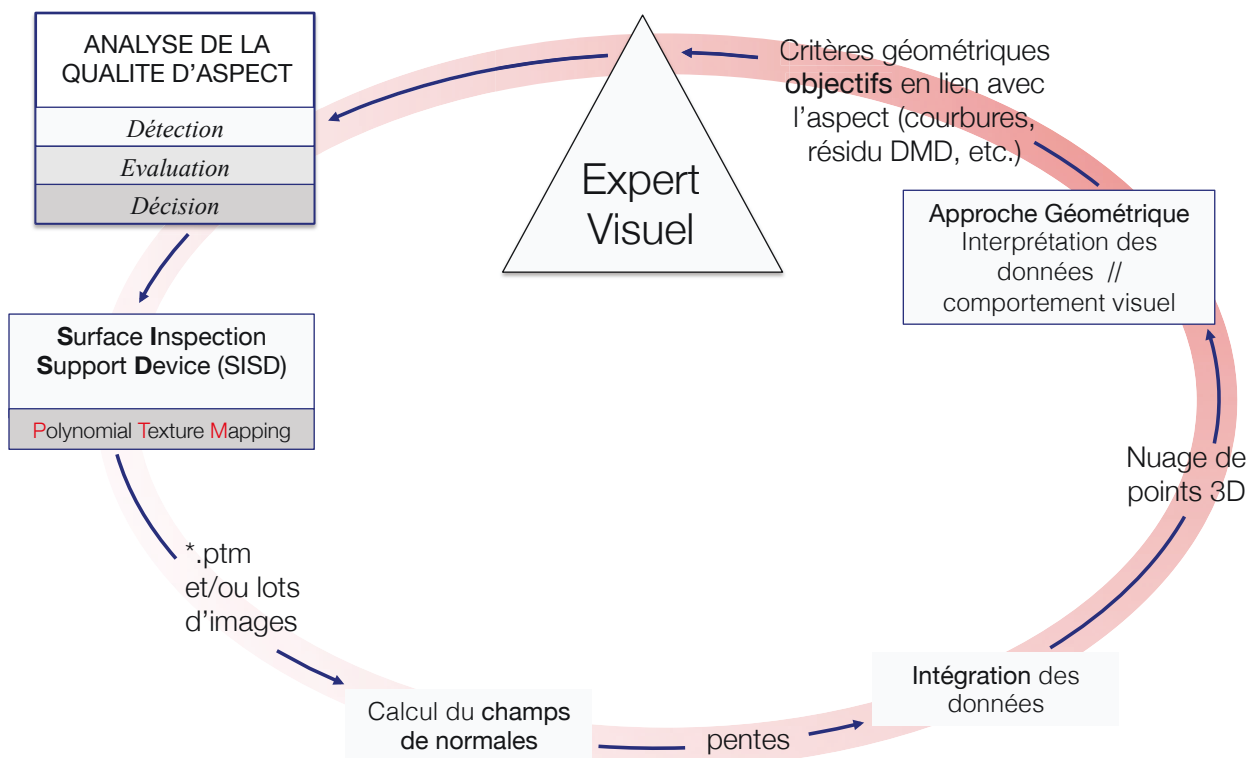 ANALYSE DE LA
QUALITE D'ASPECT
Détection
Evaluation
Décision
Surface Inspection
Support Device (SISD)
Polynomial Texture Mapping
*.ptm
et/ou lots
d'images
Calcul du champs
de normales
pentes
Intégration des
données
Nuage de
points 3D
Approche Géométrique
Interprétation des
données //
comportement visuel
Critères géométriques
objectifs en lien avec
l'aspect (courbures,
résidu DMD, etc.)
Expert
Visuel